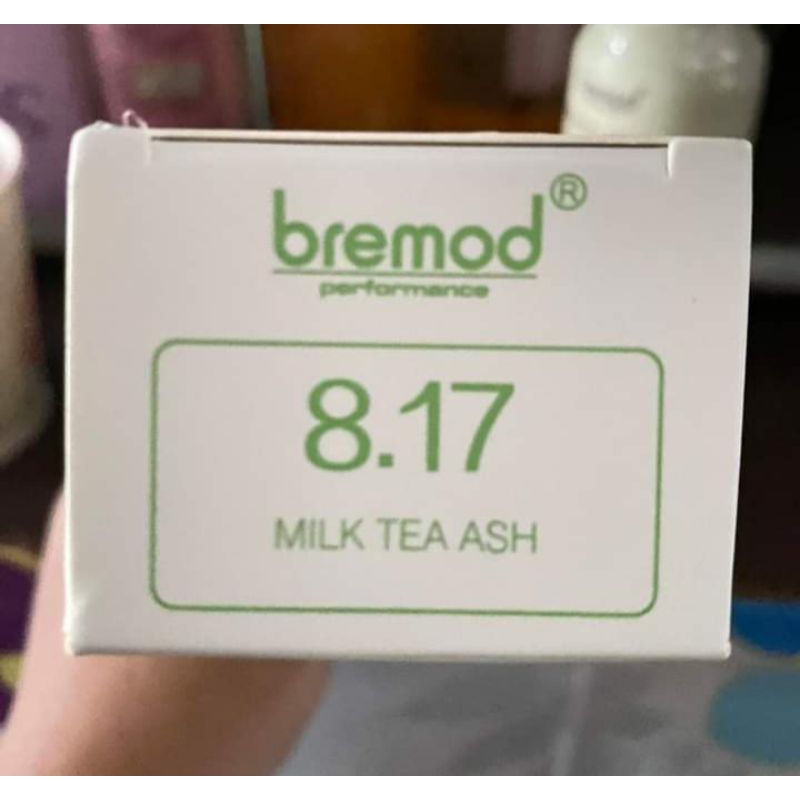 bremod®
performance
8.17
MILK TEA ASH